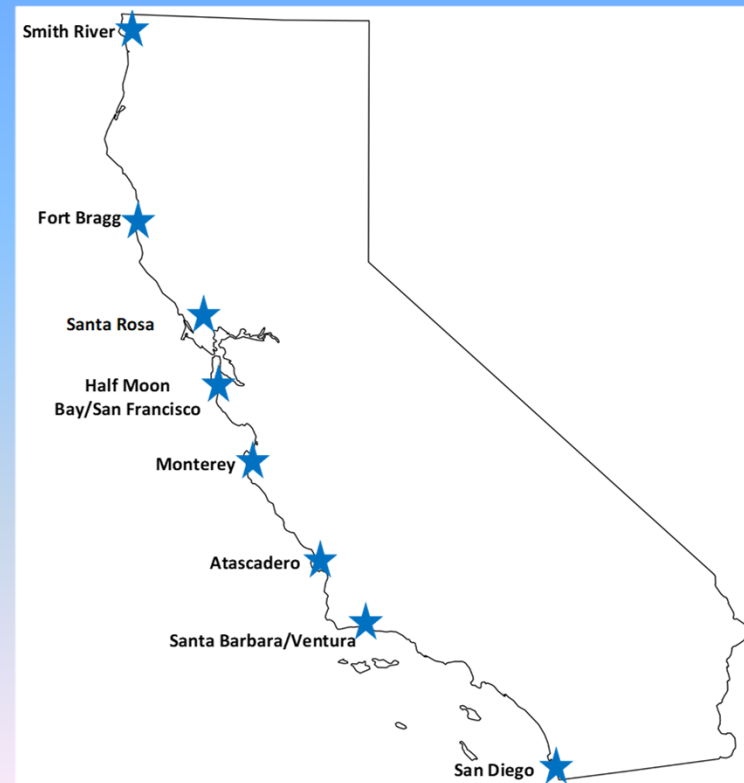 Smith River
Fort Bragg
Santa Rosa
Half Moon
Bay/San Francisco
Monterey
Atascadero
Santa Barbara/Ventura
San Diego